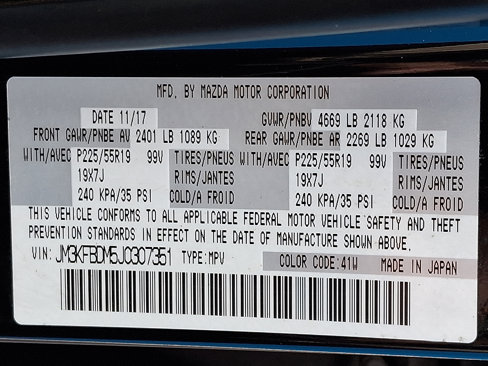 MFD. BY MAZDA MOTOR CORPORATION
DATE 11/17 GVWR/PNBV 4669 LB 2118 KG
FRONT GAWR/PNBE AV 2401 LB 1089 KG REAR GAWR/PNBE AR 2269 LB 1029 KG
WITH/AVEC P225/55R19 99V TIRES/PNEUS WITH/AVEC P225/55R19 99V TIRES/PNEUS
19X7J RIMS/JANTES 19X7J RIMS/JANTES
240 KPA/35 PSI COLD/A FROID 240 KPA/35 PSI COLD/A FROID
THIS VEHICLE CONFORMS TO ALL APPLICABLE FEDERAL MOTOR VEHICLE SAFETY AND THEFT
PREVENTION STANDARDS IN EFFECT ON THE DATE OF MANUFACTURE SHOWN ABOVE.
VIN: JM3KFBDM5J0307351 TYPE:MPV COLOR CODE:41W MADE IN JAPAN